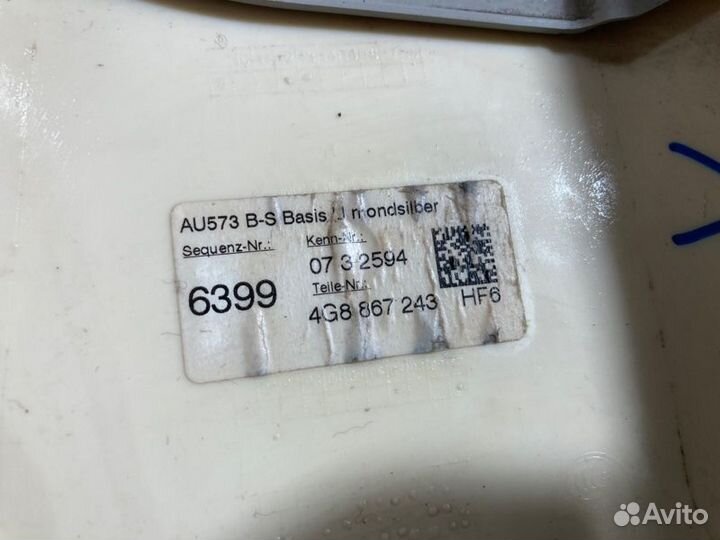 AU573 B-S Basis mondsilber
Sequenz-Nr.: Kenn-Nr.:
6399 07 3 2594
Teile-Nr.:
4G8 867 243 HF6
Avito